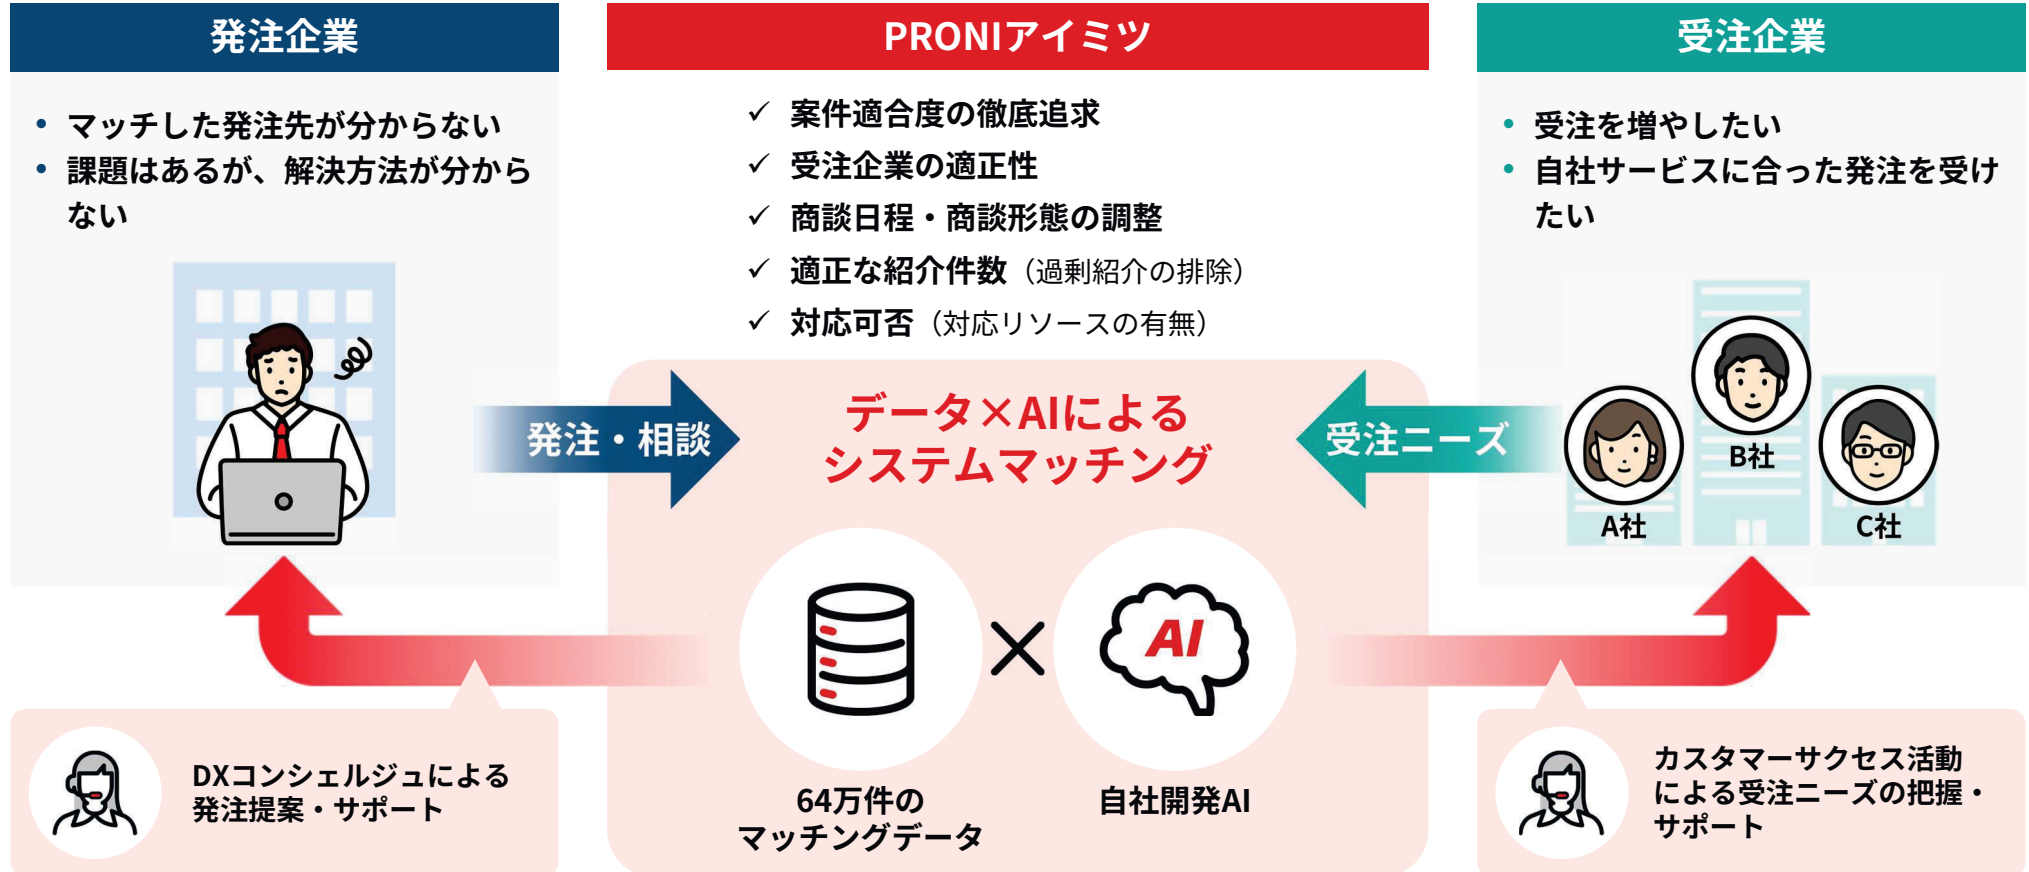 発注企業
• マッチした発注先が分からない
• 課題はあるが、解決方法が分から
ない
PRONIアイミツ
✓ 案件適合度の徹底追求
✓ 受注企業の適正性
✓ 商談日程・商談形態の調整
✓ 適正な紹介件数（過剰紹介の排除）
✓ 対応可否（対応リソースの有無）
受注企業
• 受注を増やしたい
• 自社サービスに合った発注を受け
たい
発注・相談
データ×AIによる
システムマッチング
受注ニーズ
A社
B社
C社
AI
64万件の
マッチングデータ
自社開発AI
DXコンシェルジュによる
発注提案・サポート
カスタマーサクセス活動
による受注ニーズの把握・
サポート